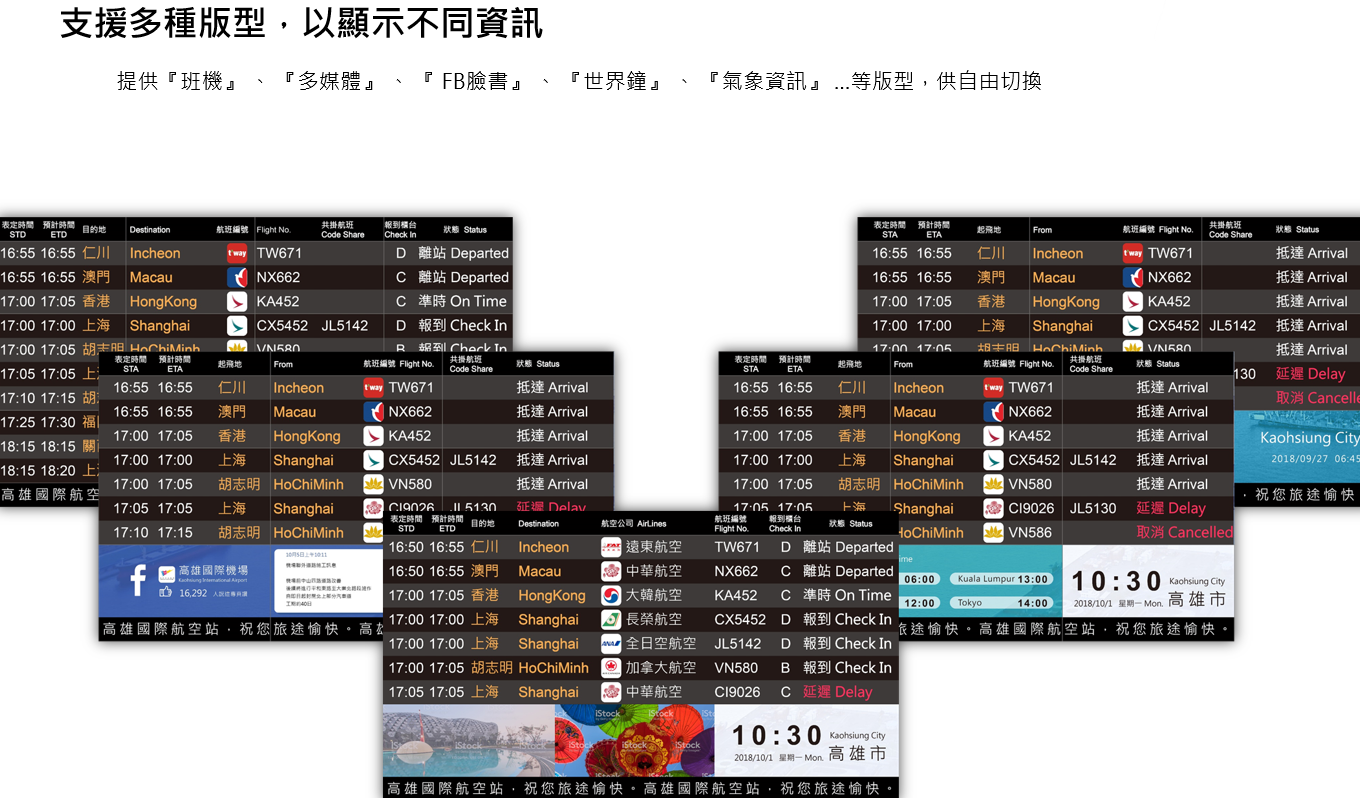 支援多種版型，以顯示不同資訊
提供『班機』、『多媒體』、『 FB臉書』、『世界鐘』、『氣象資訊』...等版型，供自由切換
表定時間 STD 預計時間 ETD 目的地 Destination 航班編號 Flight No. 共掛航班 Code Share 報到櫃台 Check In 狀態 Status
16:55 16:55 仁川 Incheon t'way TW671 D 離站 Departed
16:55 16:55 澳門 Macau NX662 C 離站 Departed
17:00 17:05 香港 HongKong KA452 C 準時 On Time
17:00 17:00 上海 Shanghai CX5452 JL5142 D 報到 Check In
17:00 17:05 胡志明 HoChiMinh VN580 B 報到 Check In
17:05 17:05 上
17:10 17:15 胡
17:25 17:30 福
18:15 18:15 關
18:15 18:20 上
高雄國際航空
表定時間 STA 預計時間 ETA 起飛地 From 航班編號 Flight No. 共掛航班 Code Share 狀態 Status
16:55 16:55 仁川 Incheon t'way TW671 抵達 Arrival
16:55 16:55 澳門 Macau NX662 抵達 Arrival
17:00 17:05 香港 HongKong KA452 抵達 Arrival
17:00 17:00 上海 Shanghai CX5452 JL5142 抵達 Arrival
17:00 17:05 胡志明 HoChiMinh VN580 抵達 Arrival
130 延遲 Delay
取消 Cancelle
Kaohsiung City
2018/09/27 06:45
．祝您旅途愉快
表定時間 STA 預計時間 ETA 起飛地 From 航班編號 Flight No. 共掛航班 Code Share 狀態 Status
16:55 16:55 仁川 Incheon t'way TW671 抵達 Arrival
16:55 16:55 澳門 Macau NX662 抵達 Arrival
17:00 17:05 香港 HongKong KA452 抵達 Arrival
17:00 17:00 上海 Shanghai CX5452 JL5142 抵達 Arrival
17:00 17:05 胡志明 HoChiMinh VN580 抵達 Arrival
17:05 17:05 上海 Shanghai CI9026 JL5130 延遲 Delay
17:10 17:15 胡志明 HoChiMinh
f 高雄國際機場
Kaohsiung International Airport
16,292 人說這專頁讚
10月5日上午10:11
機場聯外道路施工訊息
高雄國際航空站．祝您旅途愉快。高
表定時間 STA 預計時間 ETA 起飛地 From 航班編號 Flight No. 共掛航班 Code Share 狀態 Status
16:55 16:55 仁川 Incheon t'way TW671 抵達 Arrival
16:55 16:55 澳門 Macau NX662 抵達 Arrival
17:00 17:05 香港 HongKong KA452 抵達 Arrival
17:00 17:00 上海 Shanghai CX5452 JL5142 抵達 Arrival
17:00 17:05 胡志明 HoChiMinh VN580 抵達 Arrival
17:05 17:05 上海 Shanghai CI9026 JL5130 延遲 Delay
HoChiMinh VN586 取消 Cancelled
me
06:00 Kuala Lumpur 13:00
12:00 Tokyo 14:00
10:30 Kaohsiung City
2018/10/1 星期一 Mon. 高雄市
旅途愉快。高雄國際航空站．祝您旅途愉快。
表定時間 STD 預計時間 ETD 目的地 Destination 航空公司 AirLines 航班編號 Flight No. 報到櫃台 Check In 狀態 Status
16:50 16:55 仁川 Incheon 遠東航空 TW671 D 離站 Departed
16:50 16:55 澳門 Macau 中華航空 NX662 C 離站 Departed
17:00 17:05 香港 HongKong 大韓航空 KA452 C 準時 On Time
17:00 17:00 上海 Shanghai 長榮航空 CX5452 D 報到 Check In
17:00 17:00 上海 Shanghai ANA 全日空航空 JL5142 D 報到 Check In
17:00 17:05 胡志明 HoChiMinh 加拿大航空 VN580 B 報到 Check In
17:05 17:05 上海 Shanghai 中華航空 CI9026 C 延遲 Delay
iStock iStock iStock iStock iStock
10:30 Kaohsiung City
2018/10/1 星期一 Mon. 高雄市
高雄國際航空站．祝您旅途愉快。高雄國際航空站．祝您旅途愉快。